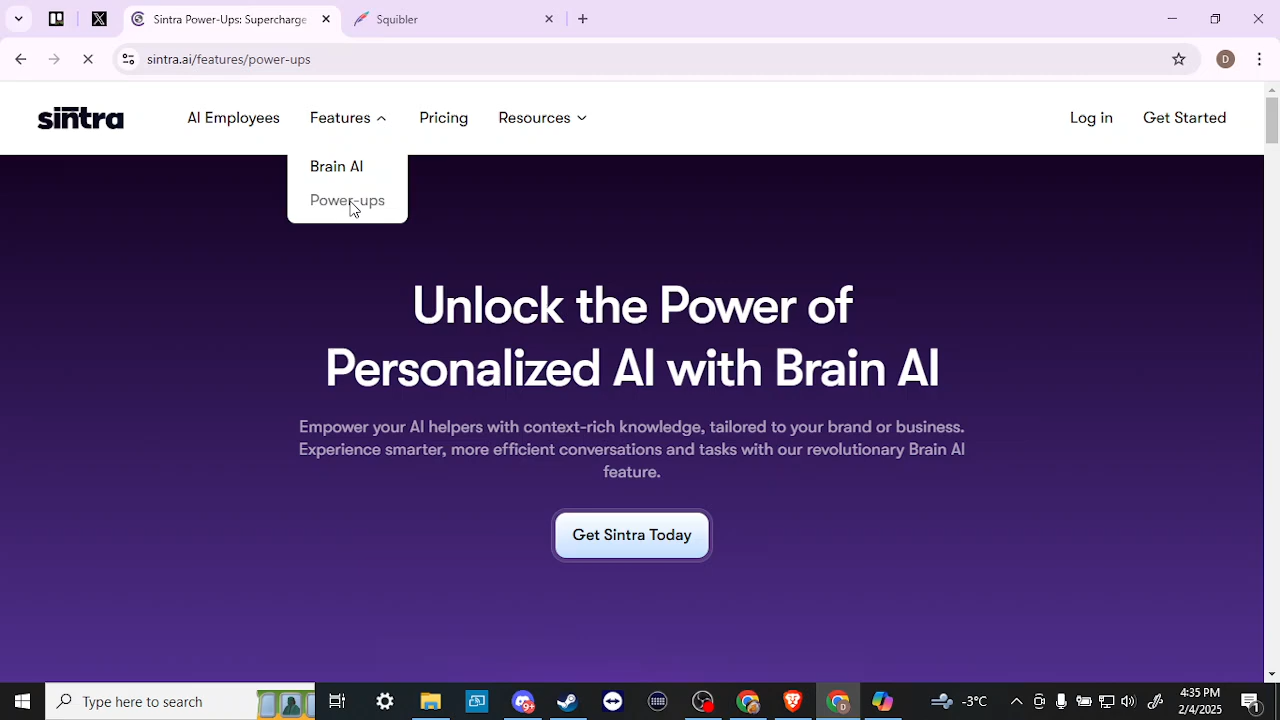 Sintra Power-Ups: Supercharge
Squibler
sintra.ai/features/power-ups
D
sintra
AI Employees
Features
Pricing
Resources
Log in
Get Started
Brain AI
Power-ups
Unlock the Power of
Personalized AI with Brain AI
Empower your AI helpers with context-rich knowledge, tailored to your brand or business.
Experience smarter, more efficient conversations and tasks with our revolutionary Brain AI
feature.
Get Sintra Today
Type here to search
9+
D
-3°C
4:35 PM
2/4/2025
1